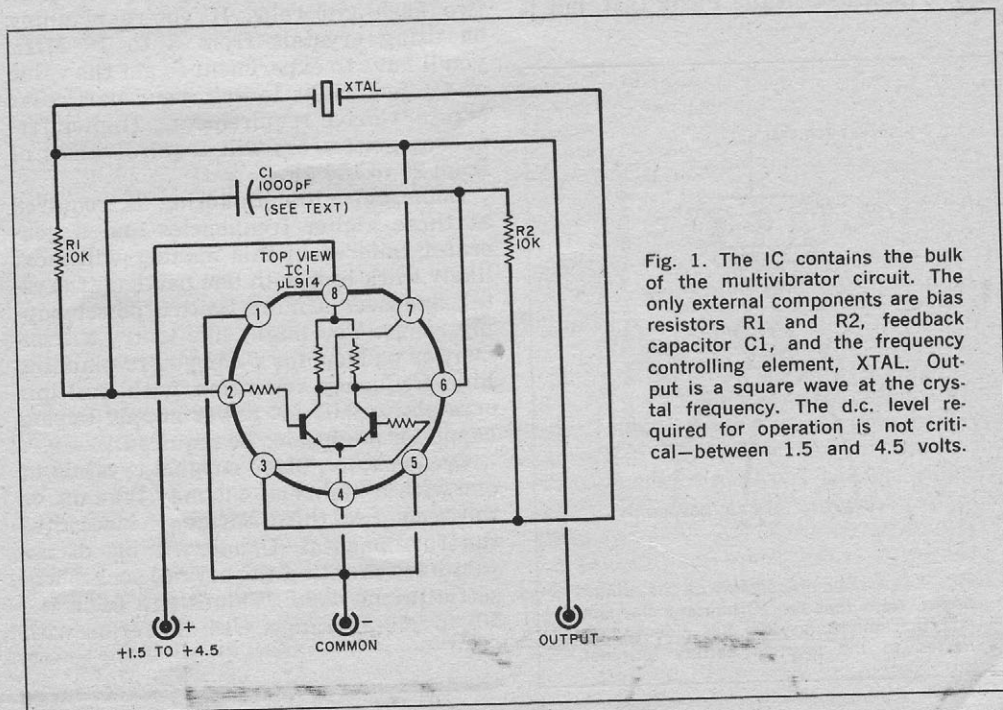 XTAL
C1
1000 pF
(SEE TEXT)
R1
10K
R2
10K
TOP VIEW
IC1
µL914
8
1
7
2
6
3
5
4
+
+1.5 TO +4.5
−
COMMON
OUTPUT
Fig. 1. The IC contains the bulk
of the multivibrator circuit. The
only external components are bias
resistors R1 and R2, feedback
capacitor C1, and the frequency
controlling element, XTAL. Out-
put is a square wave at the crys-
tal frequency. The d.c. level re-
quired for operation is not criti-
cal—between 1.5 and 4.5 volts.